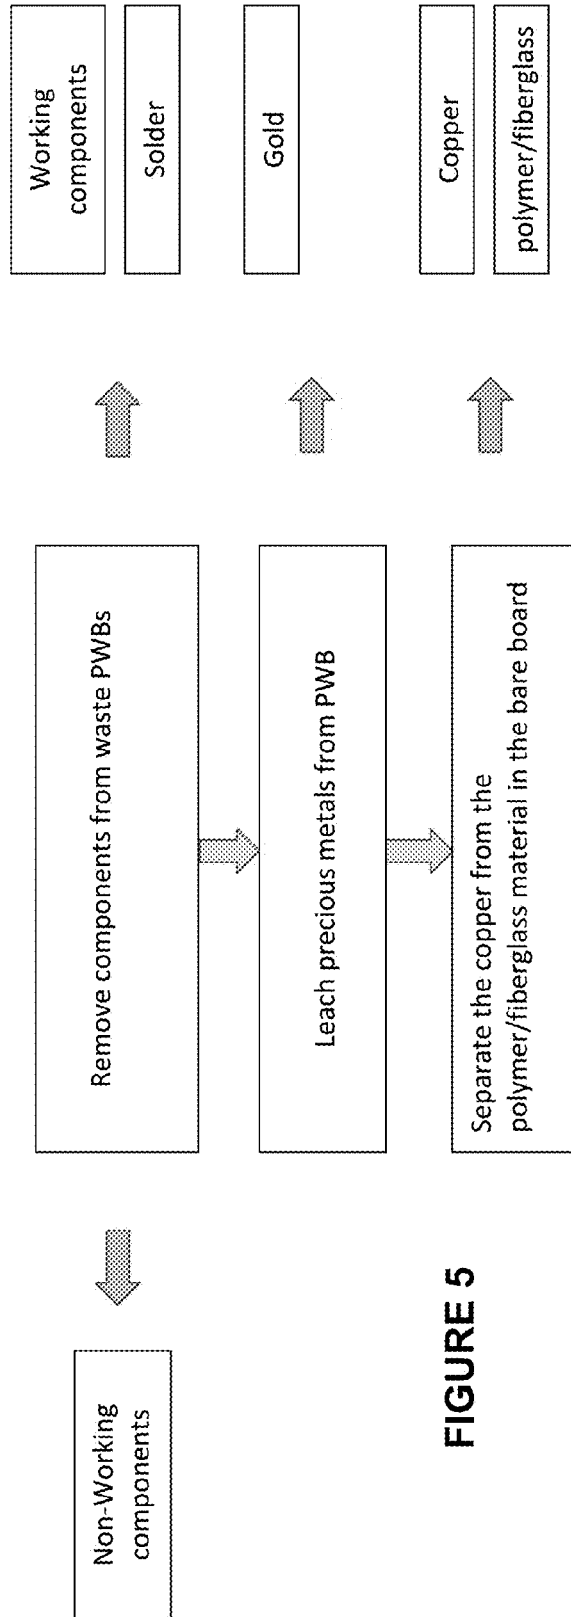 Non-Working
components
Remove components from waste PWBs
Working
components
Solder
Leach precious metals from PWB
Gold
Separate the copper from the
polymer/fiberglass material in the bare board
Copper
polymer/fiberglass
FIGURE 5